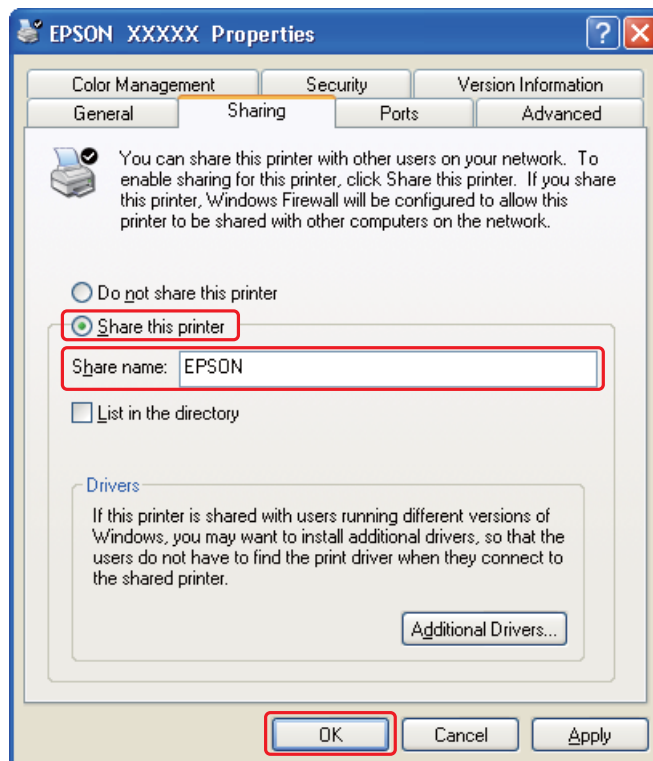 EPSON XXXXX Properties
Color Management Security Version Information
General Sharing Ports Advanced
You can share this printer with other users on your network. To
enable sharing for this printer, click Share this printer. If you share
this printer, Windows Firewall will be configured to allow this
printer to be shared with other computers on the network.
Do not share this printer
Share this printer
Share name: EPSON
List in the directory
Drivers
If this printer is shared with users running different versions of
Windows, you may want to install additional drivers, so that the
users do not have to find the print driver when they connect to
the shared printer.
Additional Drivers...
OK Cancel Apply